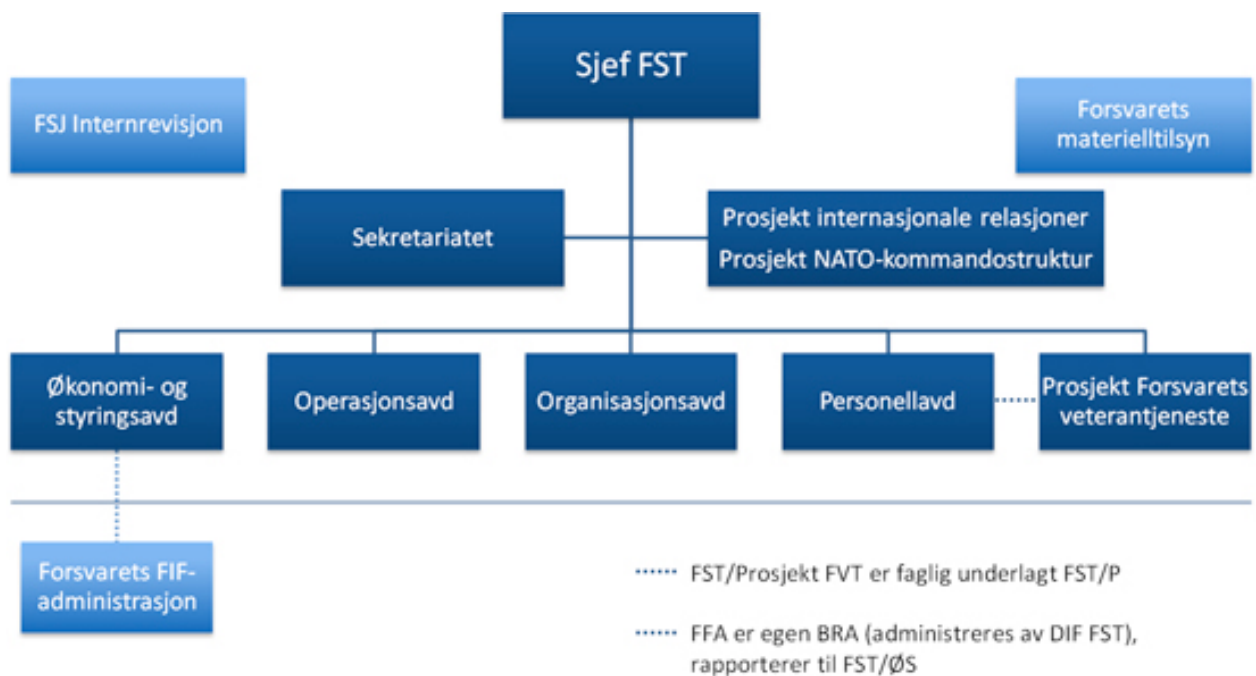 Sjef FST
FSJ Internrevisjon
Forsvarets
materielltilsyn
Sekretariatet
Prosjekt internasjonale relasjoner
Prosjekt NATO-kommandostruktur
Økonomi- og
styringsavd
Operasjonsavd
Organisasjonsavd
Personellavd
Prosjekt Forsvarets
veterantjeneste
Forsvarets FIF-
administrasjon
FST/Prosjekt FVT er faglig underlagt FST/P
FFA er egen BRA (administreres av DIF FST),
rapporterer til FST/ØS